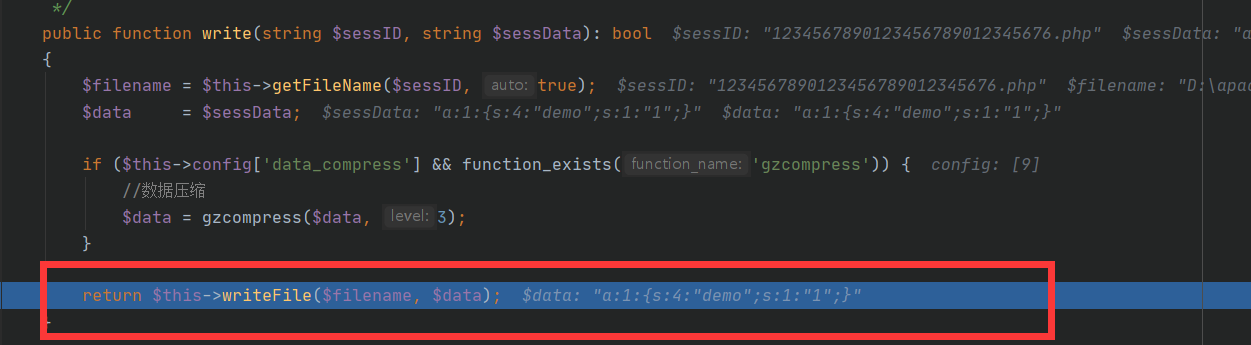 */
public function write(string $sessID, string $sessData): bool  $sessID: "12345678901234567890123456​76.php"  $sessData: "a
{
$filename = $this->getFileName($sessID, auto: true);  $sessID: "1234567890123456789012345676.php"  $filename: "D:\apac
$data     = $sessData;  $sessData: "a:1:{s:4:"demo";s:1:"1";}"  $data: "a:1:{s:4:"demo";s:1:"1";}"
if ($this->config['data_compress'] && function_exists( function_name: 'gzcompress')) {  config: [9]
//数据压缩
$data = gzcompress($data, level: 3);
}
return $this->writeFile($filename, $data);  $data: "a:1:{s:4:"demo";s:1:"1";}"
}